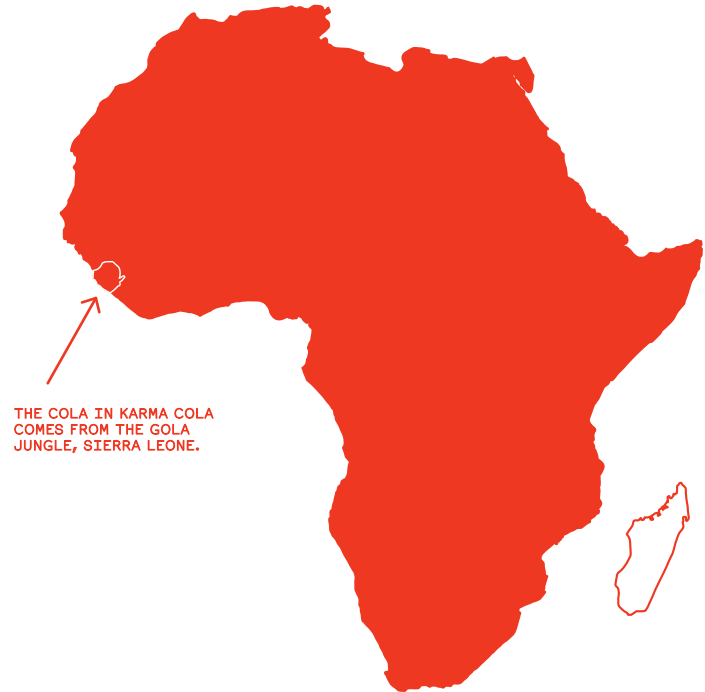 THE COLA IN KARMA COLA
COMES FROM THE GOLA
JUNGLE, SIERRA LEONE.